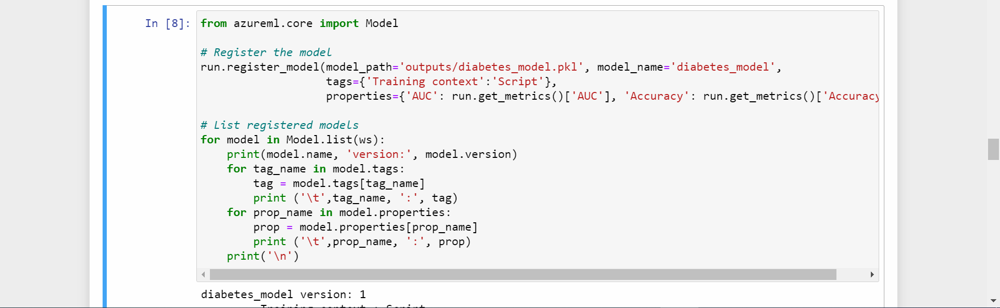 In [8]:
from azureml.core import Model
# Register the model
run.register_model(model_path='outputs/diabetes_model.pkl', model_name='diabetes_model',
tags={'Training context':'Script'},
properties={'AUC': run.get_metrics()['AUC'], 'Accuracy': run.get_metrics()['Accuracy
# List registered models
for model in Model.list(ws):
print(model.name, 'version:', model.version)
for tag_name in model.tags:
tag = model.tags[tag_name]
print ('\t',tag_name, ':', tag)
for prop_name in model.properties:
prop = model.properties[prop_name]
print ('\t',prop_name, ':', prop)
print('\n')
diabetes_model version: 1
Training context : Script